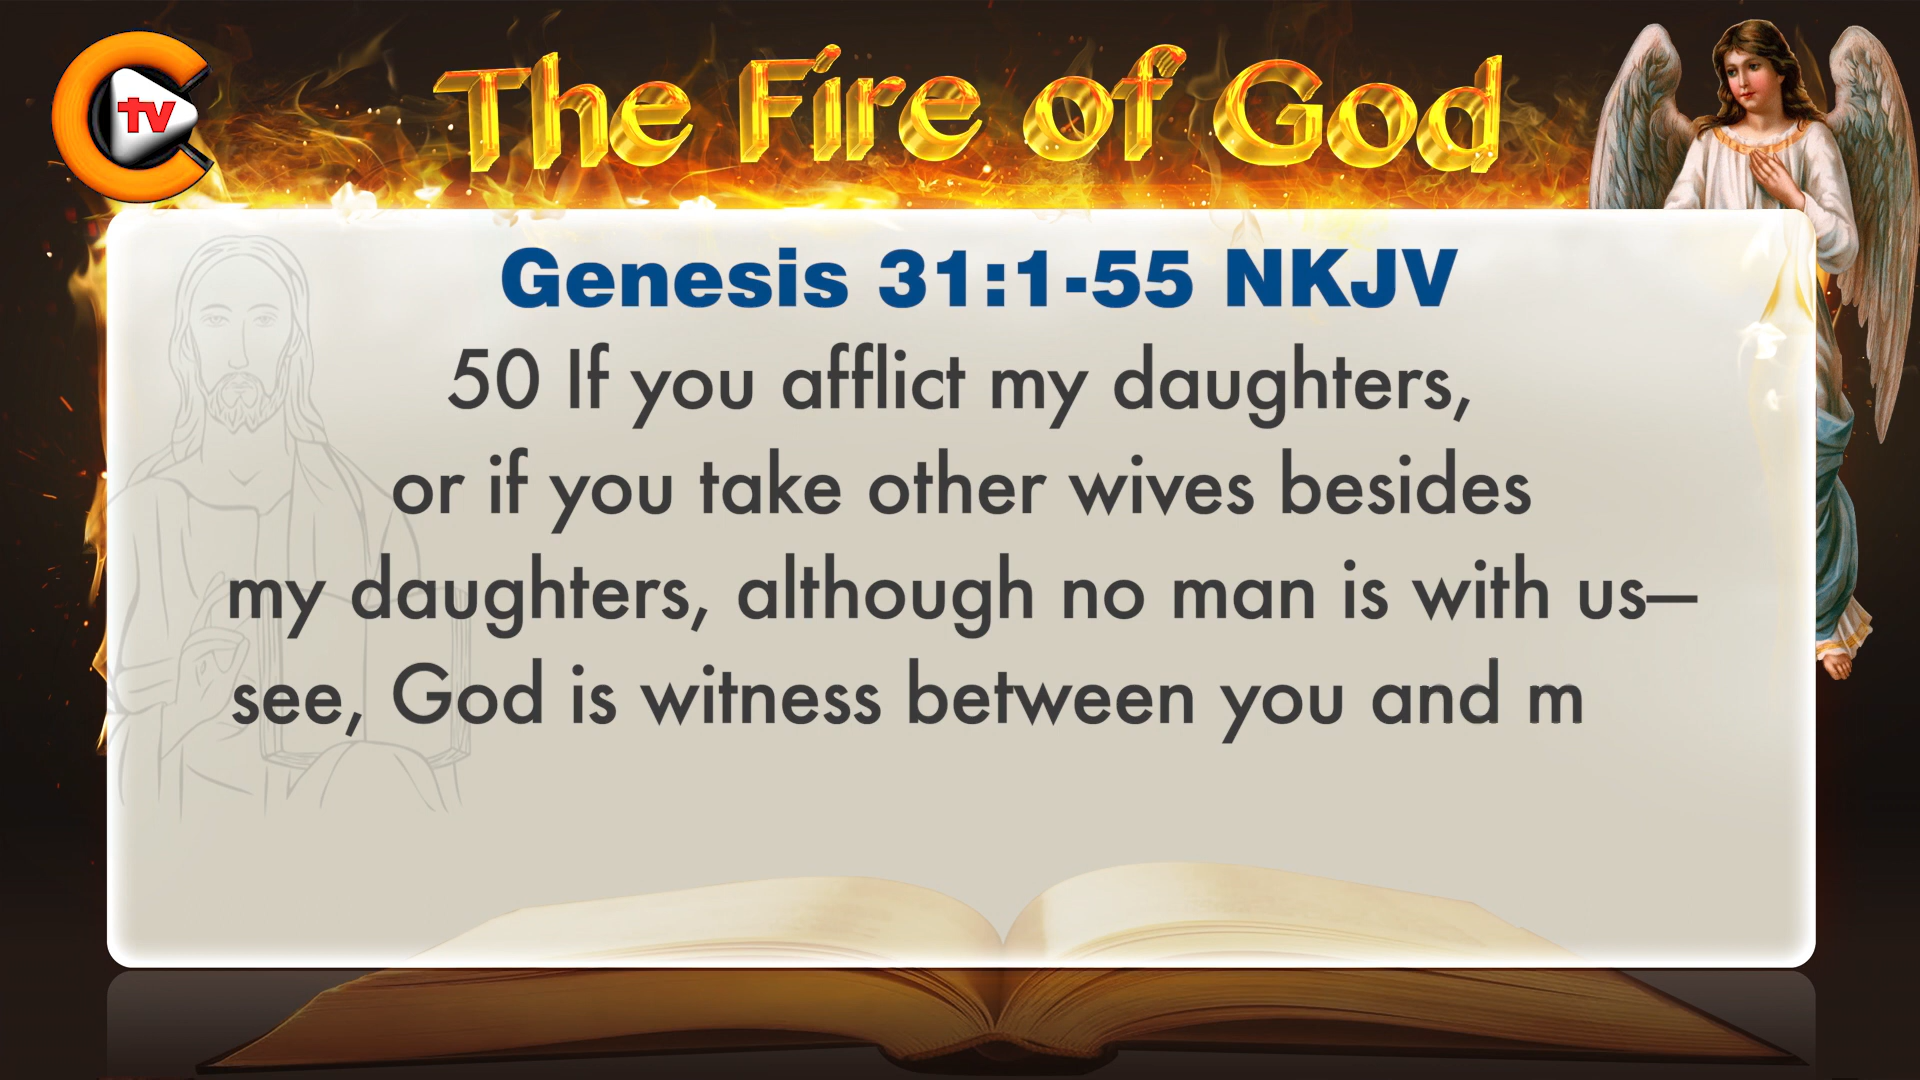 tv
The Fire of God
Genesis 31:1-55 NKJV
50 If you afflict my daughters,
or if you take other wives besides
my daughters, although no man is with us—
see, God is witness between you and m